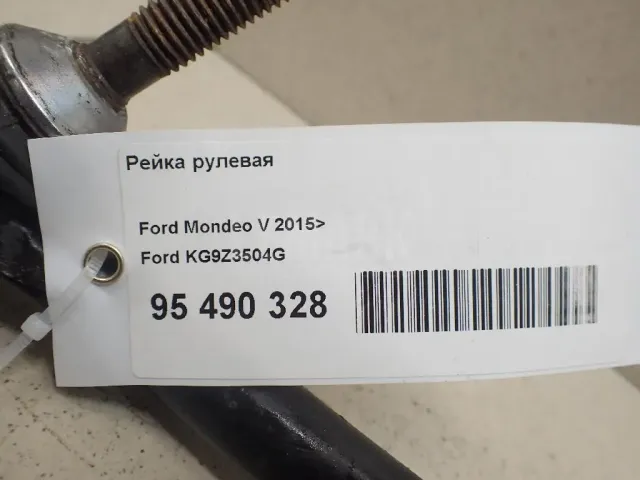 Рейка рулевая
Ford Mondeo V 2015>
Ford KG9Z3504G
95 490 328